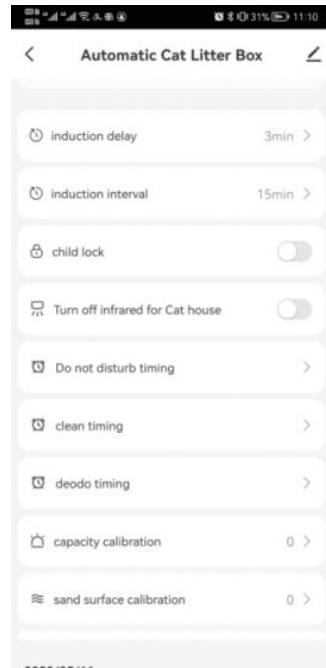 31% 11:10
Automatic Cat Litter Box
induction delay 3min
induction interval 15min
child lock
Turn off infrared for Cat house
Do not disturb timing
clean timing
deodo timing
capacity calibration 0
sand surface calibration 0